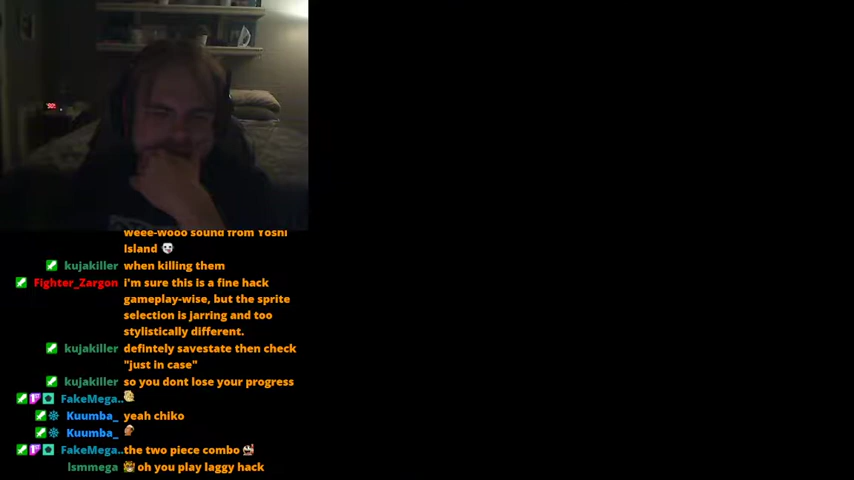 weee-wooo sound from Yoshi
Island
kujakiller when killing them
Fighter_Zargon i'm sure this is a fine hack
gameplay-wise, but the sprite
selection is jarring and too
stylistically different.
kujakiller defintely savestate then check
"just in case"
kujakiller so you dont lose your progress
FakeMega..
Kuumba_ yeah chiko
Kuumba_
FakeMega.. the two piece combo
lsmmega oh you play laggy hack